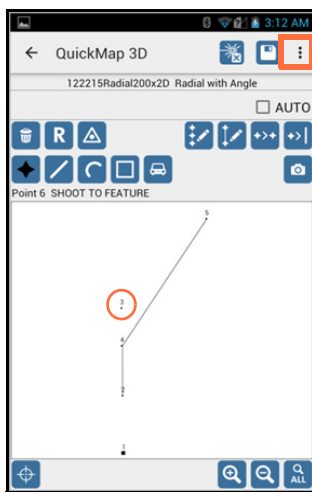 3:12 AM
QuickMap 3D
122215Radial200x2D Radial with Angle
AUTO
R
Point 6 SHOOT TO FEATURE
5
3
4
2
1
ALL